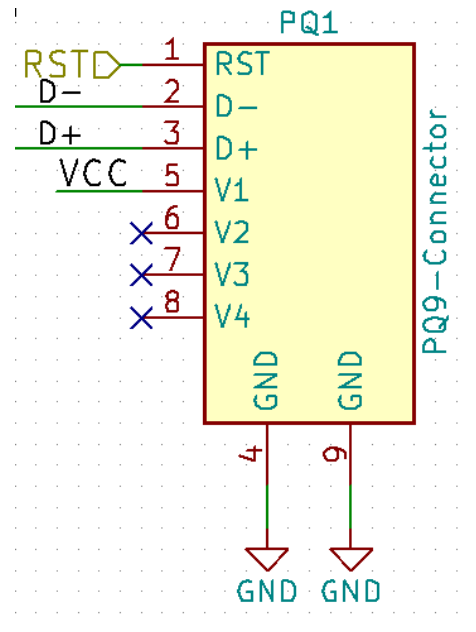 PQ1
RST 1 RST
D- 2 D-
D+ 3 D+
VCC 5 V1
6 V2
7 V3
8 V4
PQ9-Connector
GND GND
4 9
GND GND